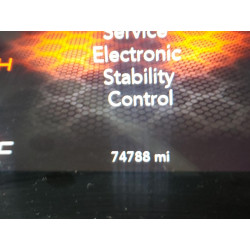 Service
Electronic
Stability
Control
H
74788 mi